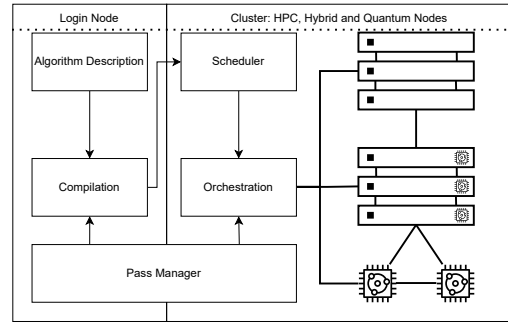 Login Node
Cluster: HPC, Hybrid and Quantum Nodes
Algorithm Description
Scheduler
Compilation
Orchestration
Pass Manager